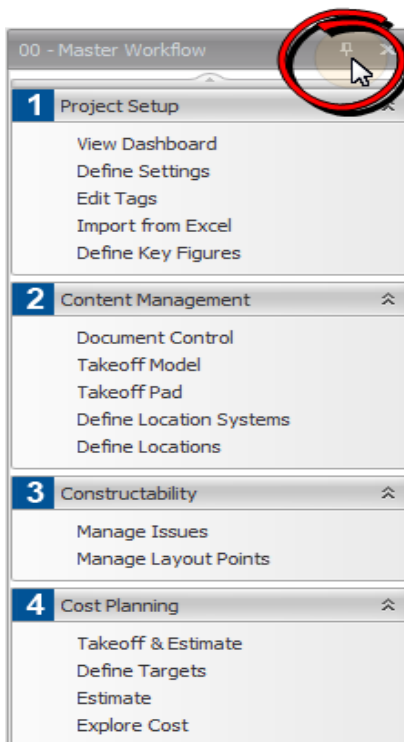 00 - Master Workflow
1 Project Setup
View Dashboard
Define Settings
Edit Tags
Import from Excel
Define Key Figures
2 Content Management
Document Control
Takeoff Model
Takeoff Pad
Define Location Systems
Define Locations
3 Constructability
Manage Issues
Manage Layout Points
4 Cost Planning
Takeoff & Estimate
Define Targets
Estimate
Explore Cost